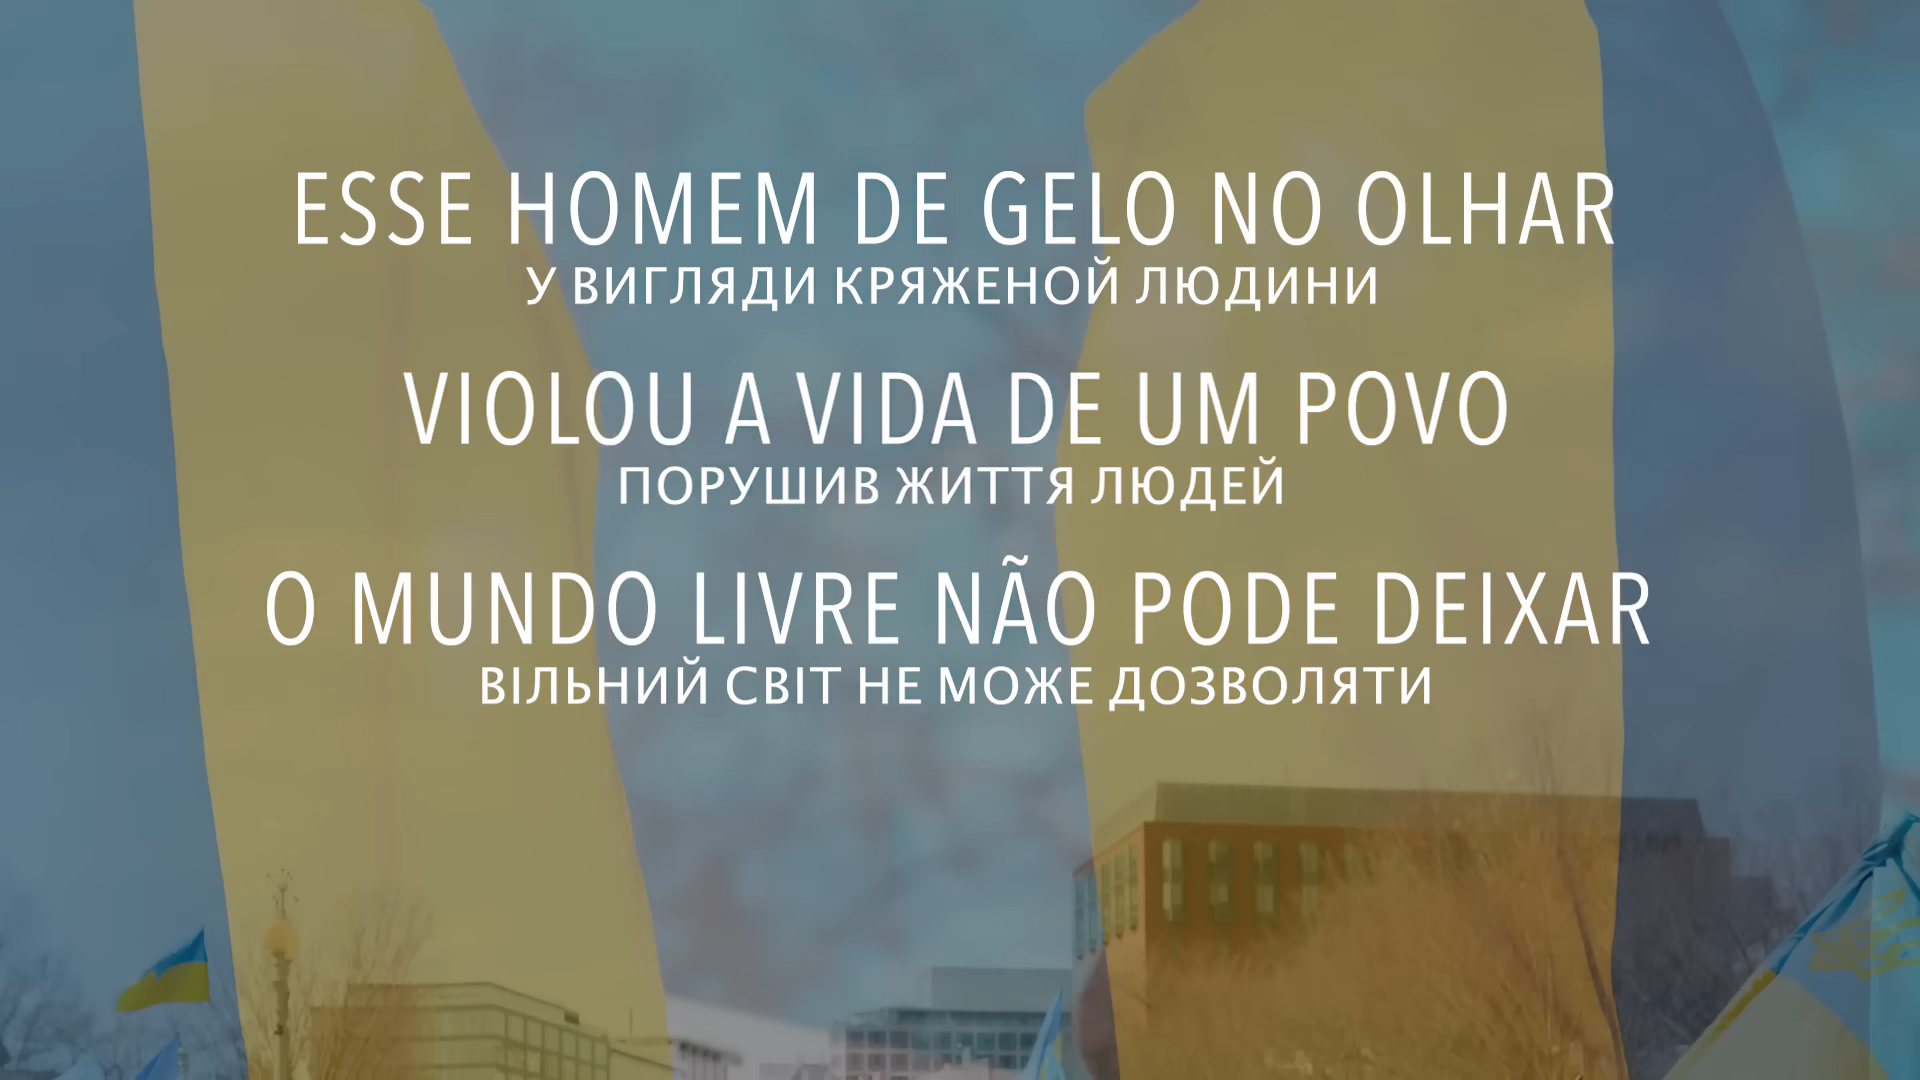 ESSE HOMEM DE GELO NO OLHAR
У ВИГЛЯДИ КРЯЖЕНОЙ ЛЮДИНИ
VIOLOU A VIDA DE UM POVO
ПОРУШИВ ЖИТТЯ ЛЮДЕЙ
O MUNDO LIVRE NÃO PODE DEIXAR
ВІЛЬНИЙ СВІТ НЕ МОЖЕ ДОЗВОЛЯТИ